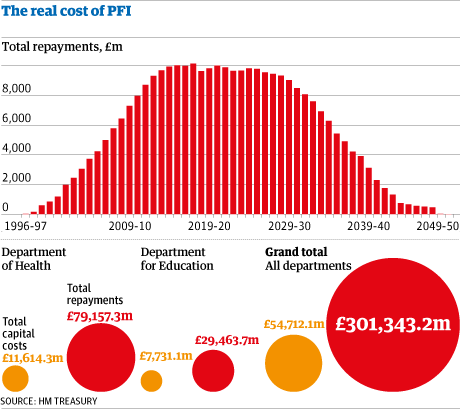 The real cost of PFI
Total repayments, £m
8,000
6,000
4,000
2,000
0
1996-97 2009-10 2019-20 2029-30 2039-40 2049-50
Department
of Health
Total
capital
costs
£11,614.3m
Total
repayments
£79,157.3m
Department
for Education
£7,731.1m
£29,463.7m
Grand total
All departments
£54,712.1m
£301,343.2m
SOURCE: HM TREASURY